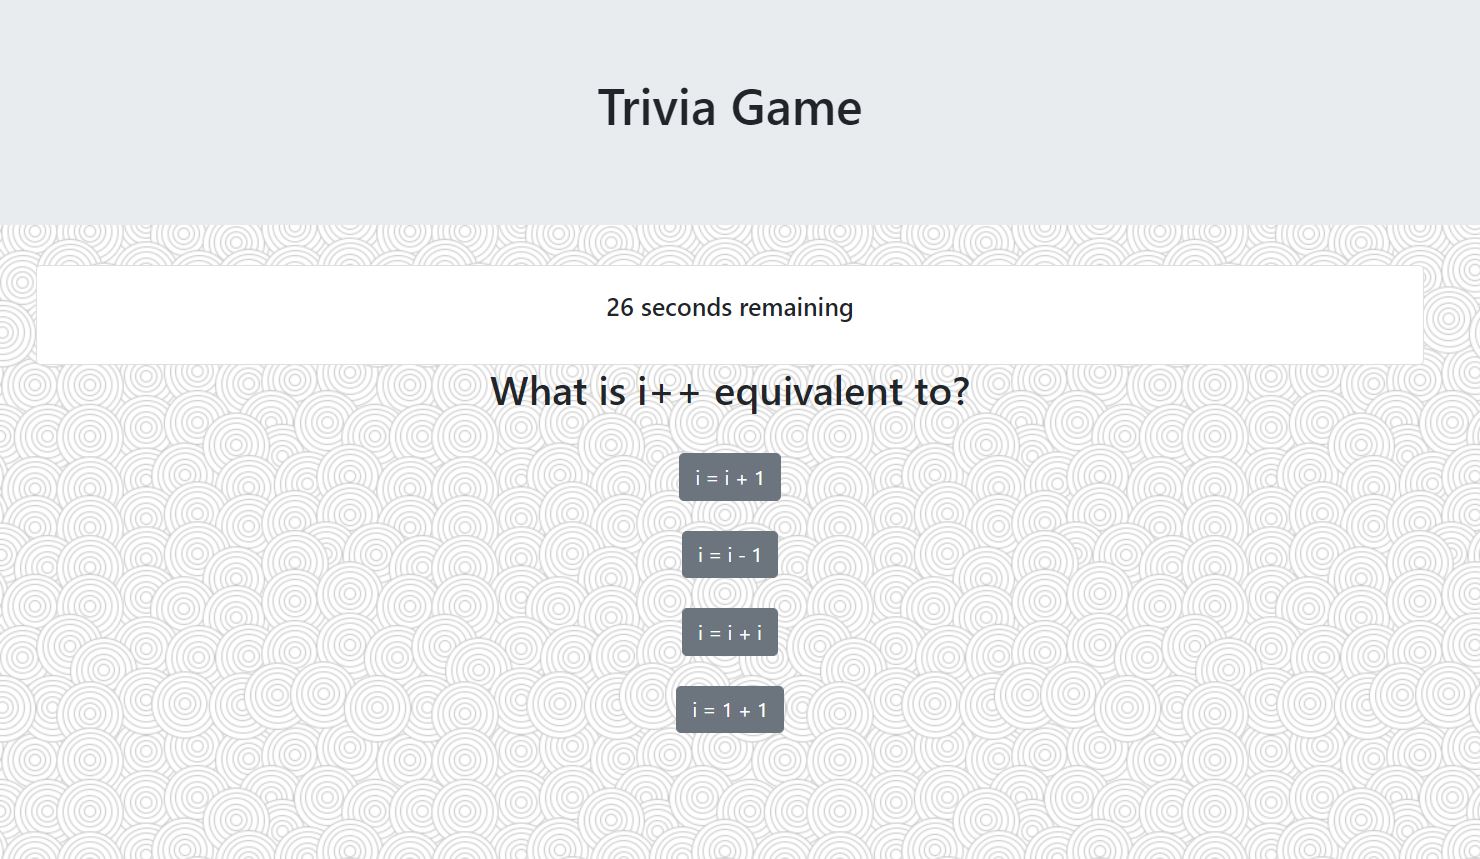 Trivia Game
26 seconds remaining
What is i++ equivalent to?
i = i + 1
i = i - 1
i = i + i
i = 1 + 1